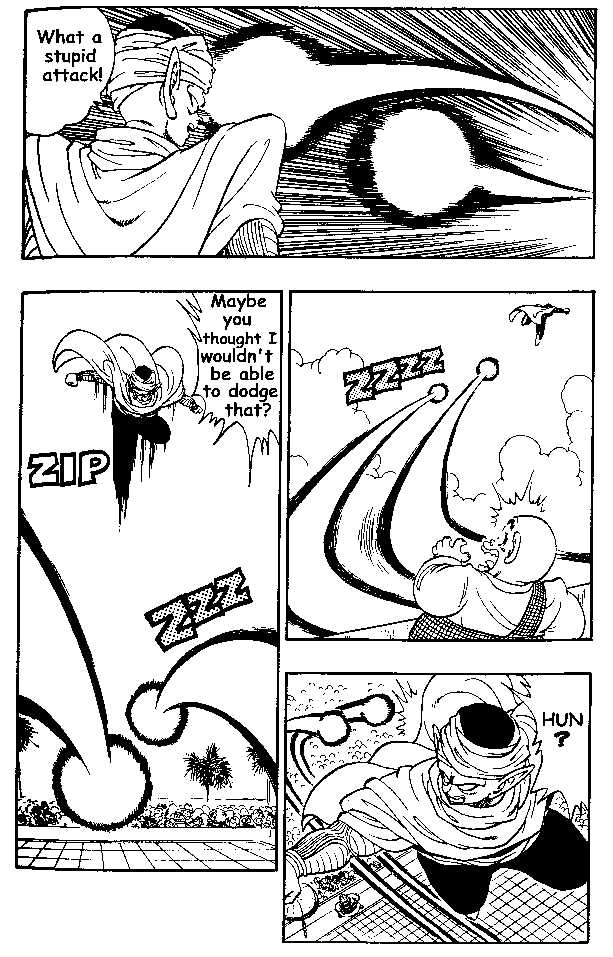 What a
stupid
attack!
Maybe
you
thought I
wouldn't
be able
to dodge
that?
ZIP
ZZZ
ZZZZ
HUN
?